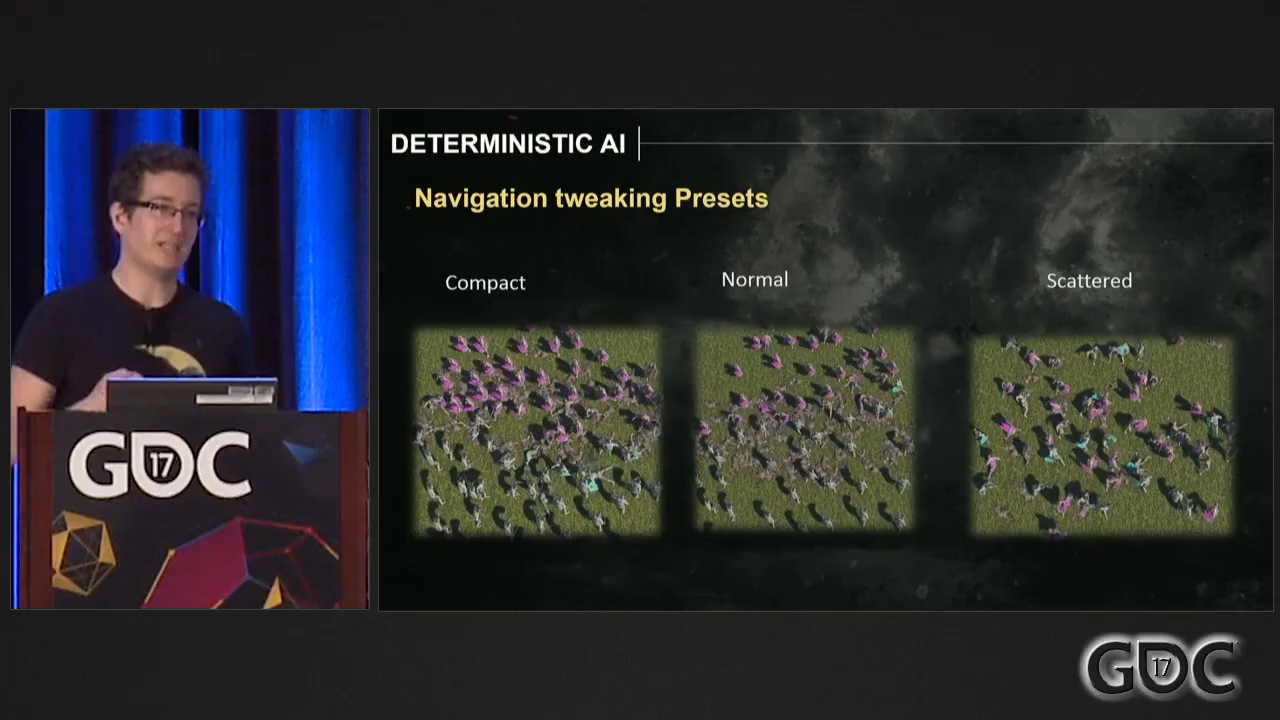 DETERMINISTIC AI
Navigation tweaking Presets
Compact
Normal
Scattered
GDC
17
GDC
17